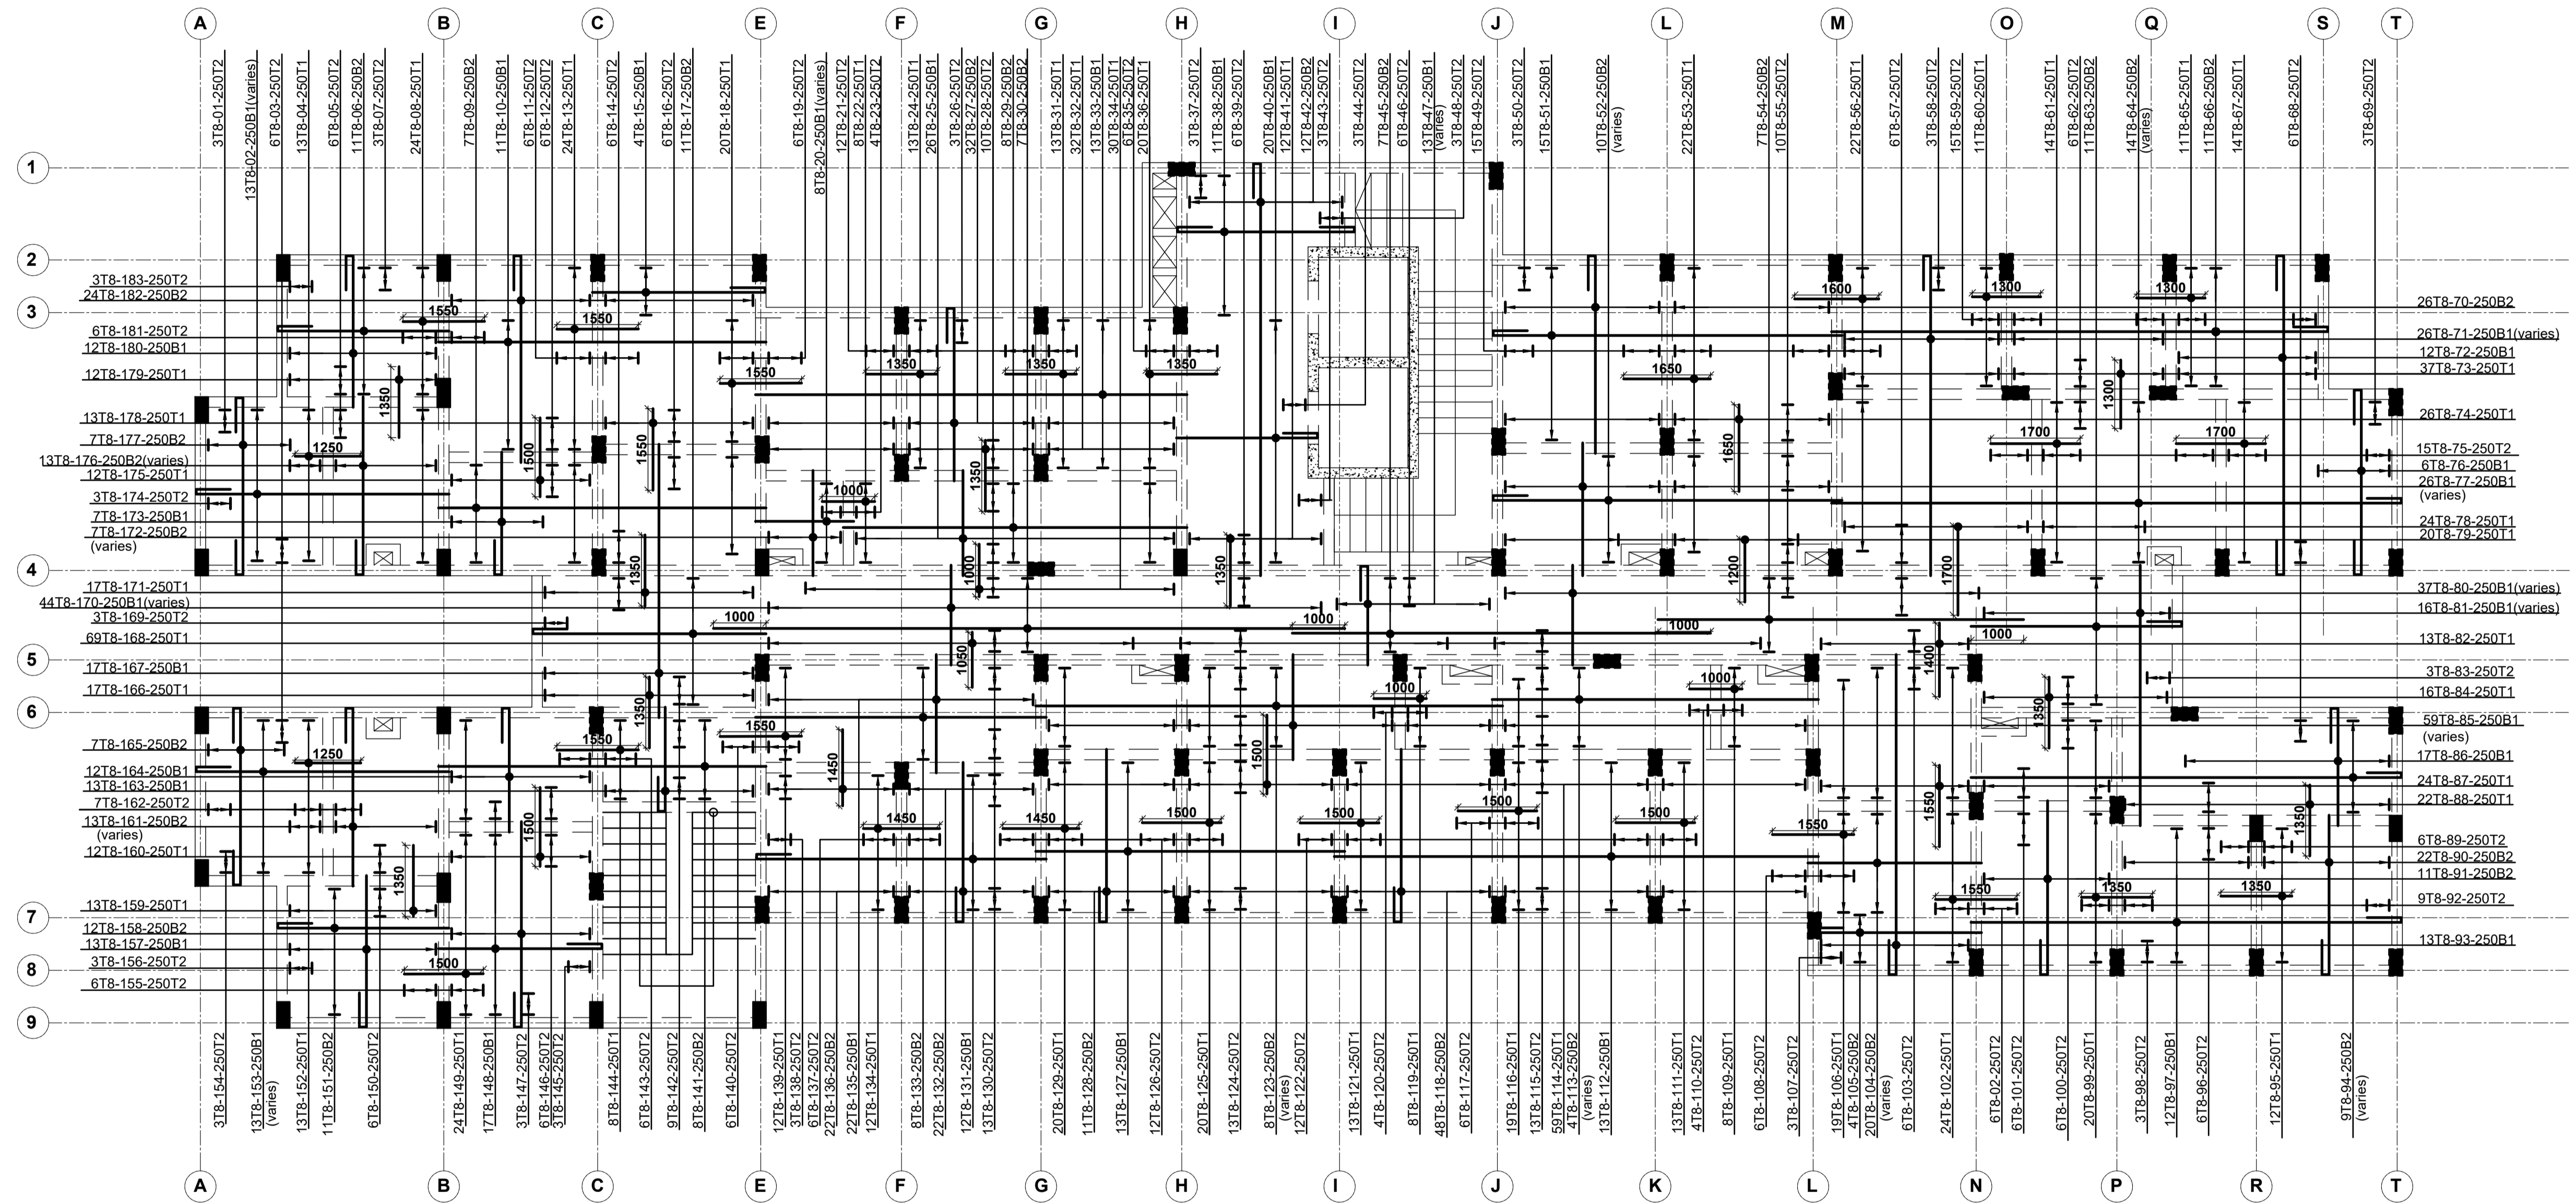 A B C E F G H I J L M O Q S T
3T8-01-250T2
13T8-02-250B1(varies)
6T8-03-250T2
13T8-04-250T1
6T8-05-250T2
11T8-06-250B2
3T8-07-250T2
24T8-08-250T1
7T8-09-250B2
11T8-10-250B1
6T8-11-250T2
6T8-12-250T2
24T8-13-250T1
6T8-14-250T2
4T8-15-250B1
6T8-16-250T2
11T8-17-250B2
20T8-18-250T1
6T8-19-250T2
8T8-20-250B1(varies)
12T8-21-250T2
8T8-22-250T1
4T8-23-250T2
13T8-24-250T1
26T8-25-250B1
3T8-26-250T2
32T8-27-250B2
10T8-28-250T2
8T8-29-250B2
7T8-30-250B2
13T8-31-250T1
32T8-32-250T1
13T8-33-250B1
30T8-34-250T1
6T8-35-250T2
20T8-36-250T1
3T8-37-250T2
11T8-38-250B1
6T8-39-250T2
20T8-40-250B1
12T8-41-250T1
12T8-42-250B2
3T8-43-250T2
3T8-44-250T2
7T8-45-250B2
6T8-46-250T2
13T8-47-250B1
(varies)
3T8-48-250T2
15T8-49-250T2
3T8-50-250T2
15T8-51-250B1
10T8-52-250B2
(varies)
22T8-53-250T1
7T8-54-250B2
10T8-55-250T2
22T8-56-250T1
6T8-57-250T2
3T8-58-250T2
15T8-59-250T2
11T8-60-250T1
14T8-61-250T1
6T8-62-250T2
11T8-63-250B2
14T8-64-250B2
(varies)
11T8-65-250T1
11T8-66-250B2
14T8-67-250T1
6T8-68-250T2
3T8-69-250T2
1
2
3
4
5
6
7
8
9
3T8-183-250T2
24T8-182-250B2
6T8-181-250T2
12T8-180-250B1
12T8-179-250T1
13T8-178-250T1
7T8-177-250B2
13T8-176-250B2(varies)
12T8-175-250T1
3T8-174-250T2
7T8-173-250B1
7T8-172-250B2
(varies)
17T8-171-250T1
44T8-170-250B1(varies)
3T8-169-250T2
69T8-168-250T1
17T8-167-250B1
17T8-166-250T1
7T8-165-250B2
12T8-164-250B1
13T8-163-250B1
7T8-162-250T2
13T8-161-250B2
(varies)
12T8-160-250T1
13T8-159-250T1
12T8-158-250B2
13T8-157-250B1
3T8-156-250T2
6T8-155-250T2
1550
1550
1550
1350
1350
1350
1650
1600
1300
1300
1350
1250
1500
1550
1350
1000
1650
1300
1700
1700
1350
1000
1350
1200
1700
1000
1000
1000
1000
1050
1400
1350
1350
1000
1000
1250
1550
1550
1450
1500
1550
1350
1500
1450
1450
1500
1500
1500
1500
1550
1350
1550
1350
1350
1500
26T8-70-250B2
26T8-71-250B1(varies)
12T8-72-250B1
37T8-73-250T1
26T8-74-250T1
15T8-75-250T2
6T8-76-250B1
26T8-77-250B1
(varies)
24T8-78-250T1
20T8-79-250T1
37T8-80-250B1(varies)
16T8-81-250B1(varies)
13T8-82-250T1
3T8-83-250T2
16T8-84-250T1
59T8-85-250B1
(varies)
17T8-86-250B1
24T8-87-250T1
22T8-88-250T1
6T8-89-250T2
22T8-90-250B2
11T8-91-250B2
9T8-92-250T2
13T8-93-250B1
3T8-154-250T2
13T8-153-250B1
(varies)
13T8-152-250T1
11T8-151-250B2
6T8-150-250T2
24T8-149-250T1
17T8-148-250B1
3T8-147-250T2
6T8-146-250T2
3T8-145-250T2
8T8-144-250T1
6T8-143-250T2
9T8-142-250T2
8T8-141-250B2
6T8-140-250T2
12T8-139-250T1
3T8-138-250T2
6T8-137-250T2
22T8-136-250B2
22T8-135-250B1
12T8-134-250T1
8T8-133-250B2
22T8-132-250B2
12T8-131-250B1
13T8-130-250T2
20T8-129-250T1
11T8-128-250B2
13T8-127-250B1
12T8-126-250T2
20T8-125-250T1
13T8-124-250T2
8T8-123-250B2
(varies)
12T8-122-250T2
13T8-121-250T1
4T8-120-250T2
8T8-119-250T1
48T8-118-250B2
6T8-117-250T2
19T8-116-250T1
13T8-115-250T2
59T8-114-250T1
4T8-113-250B2
(varies)
13T8-112-250B1
13T8-111-250T1
4T8-110-250T2
8T8-109-250T1
6T8-108-250T2
3T8-107-250T2
19T8-106-250T1
4T8-105-250B2
20T8-104-250B2
(varies)
6T8-103-250T2
24T8-102-250T1
6T8-002-250T2
6T8-101-250T2
6T8-100-250T2
20T8-99-250T1
3T8-98-250T2
12T8-97-250B1
6T8-96-250T2
12T8-95-250T1
9T8-94-250B2
(varies)
A B C E F G H I J K L N P R T